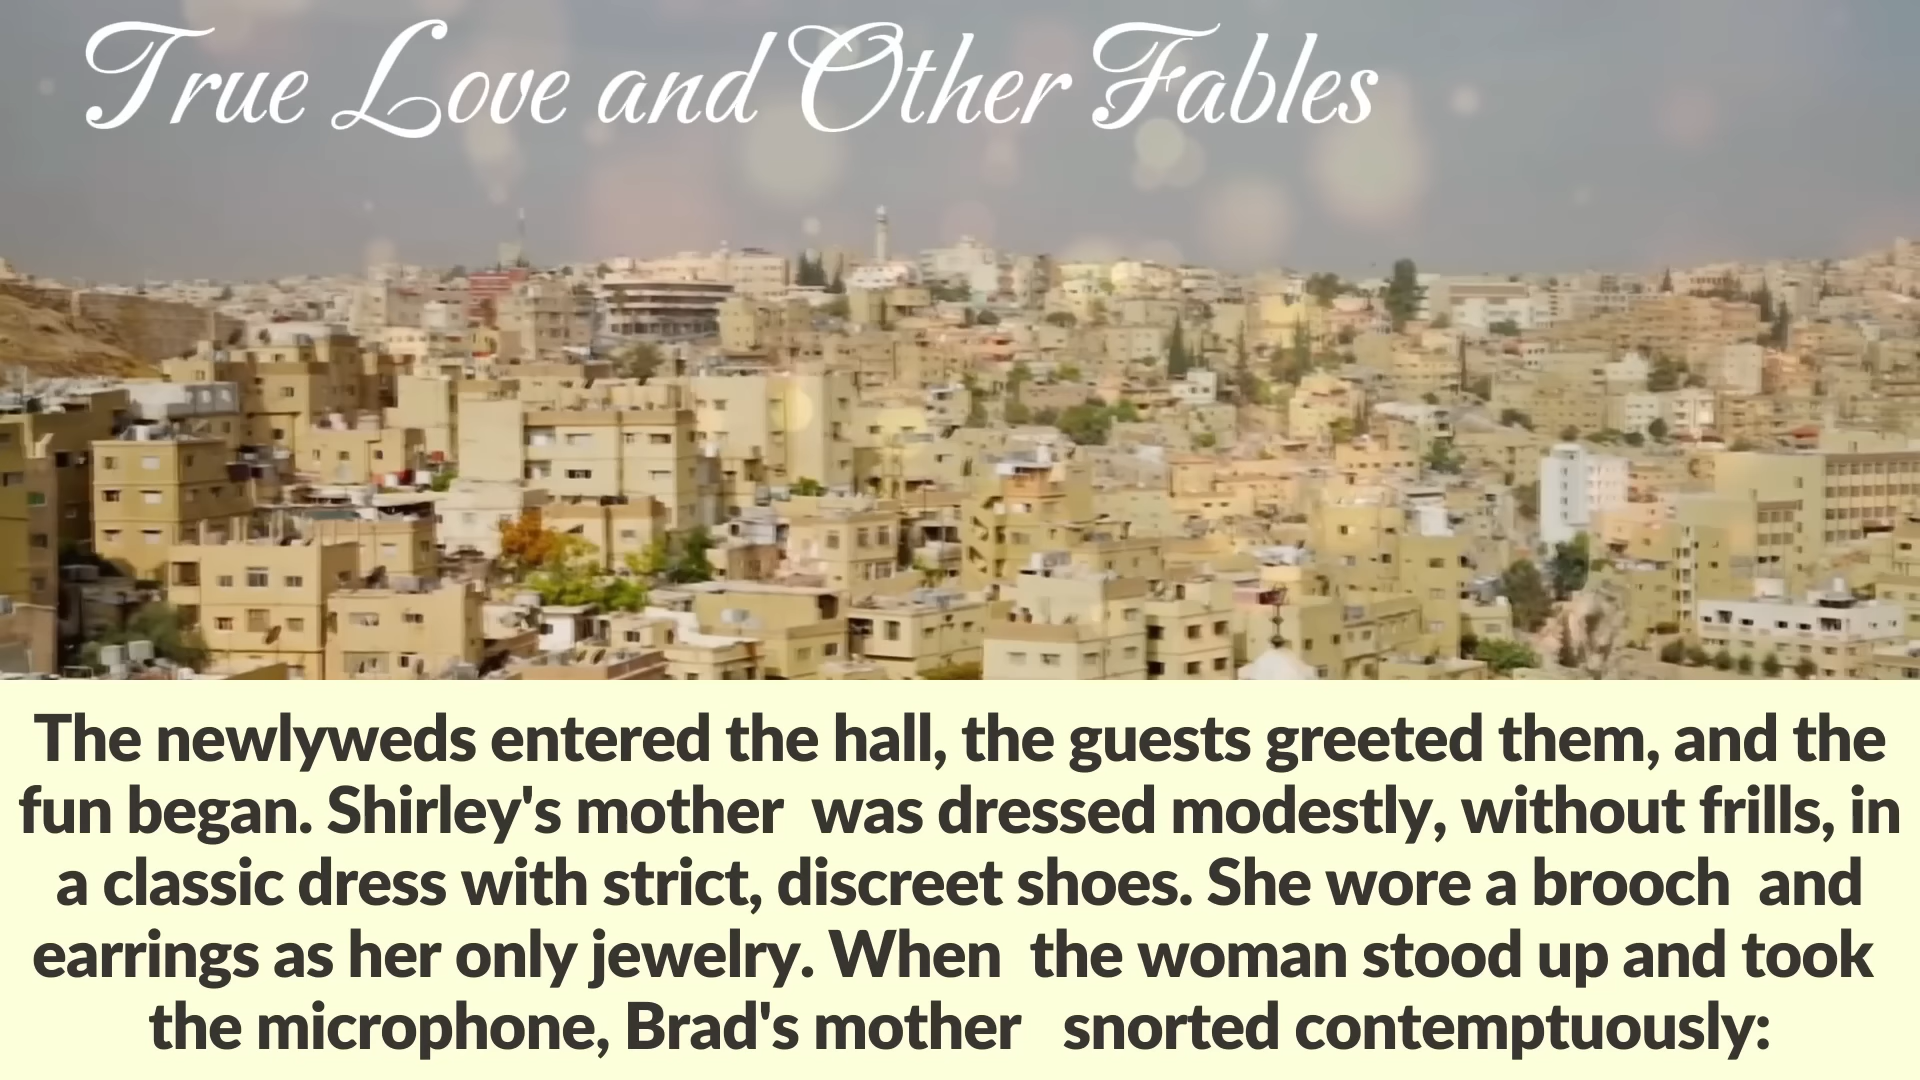 True Love and Other Fables
The newlyweds entered the hall, the guests greeted them, and the
fun began. Shirley's mother  was dressed modestly, without frills, in
a classic dress with strict, discreet shoes. She wore a brooch  and
earrings as her only jewelry. When  the woman stood up and took
the microphone, Brad's mother   snorted contemptuously: